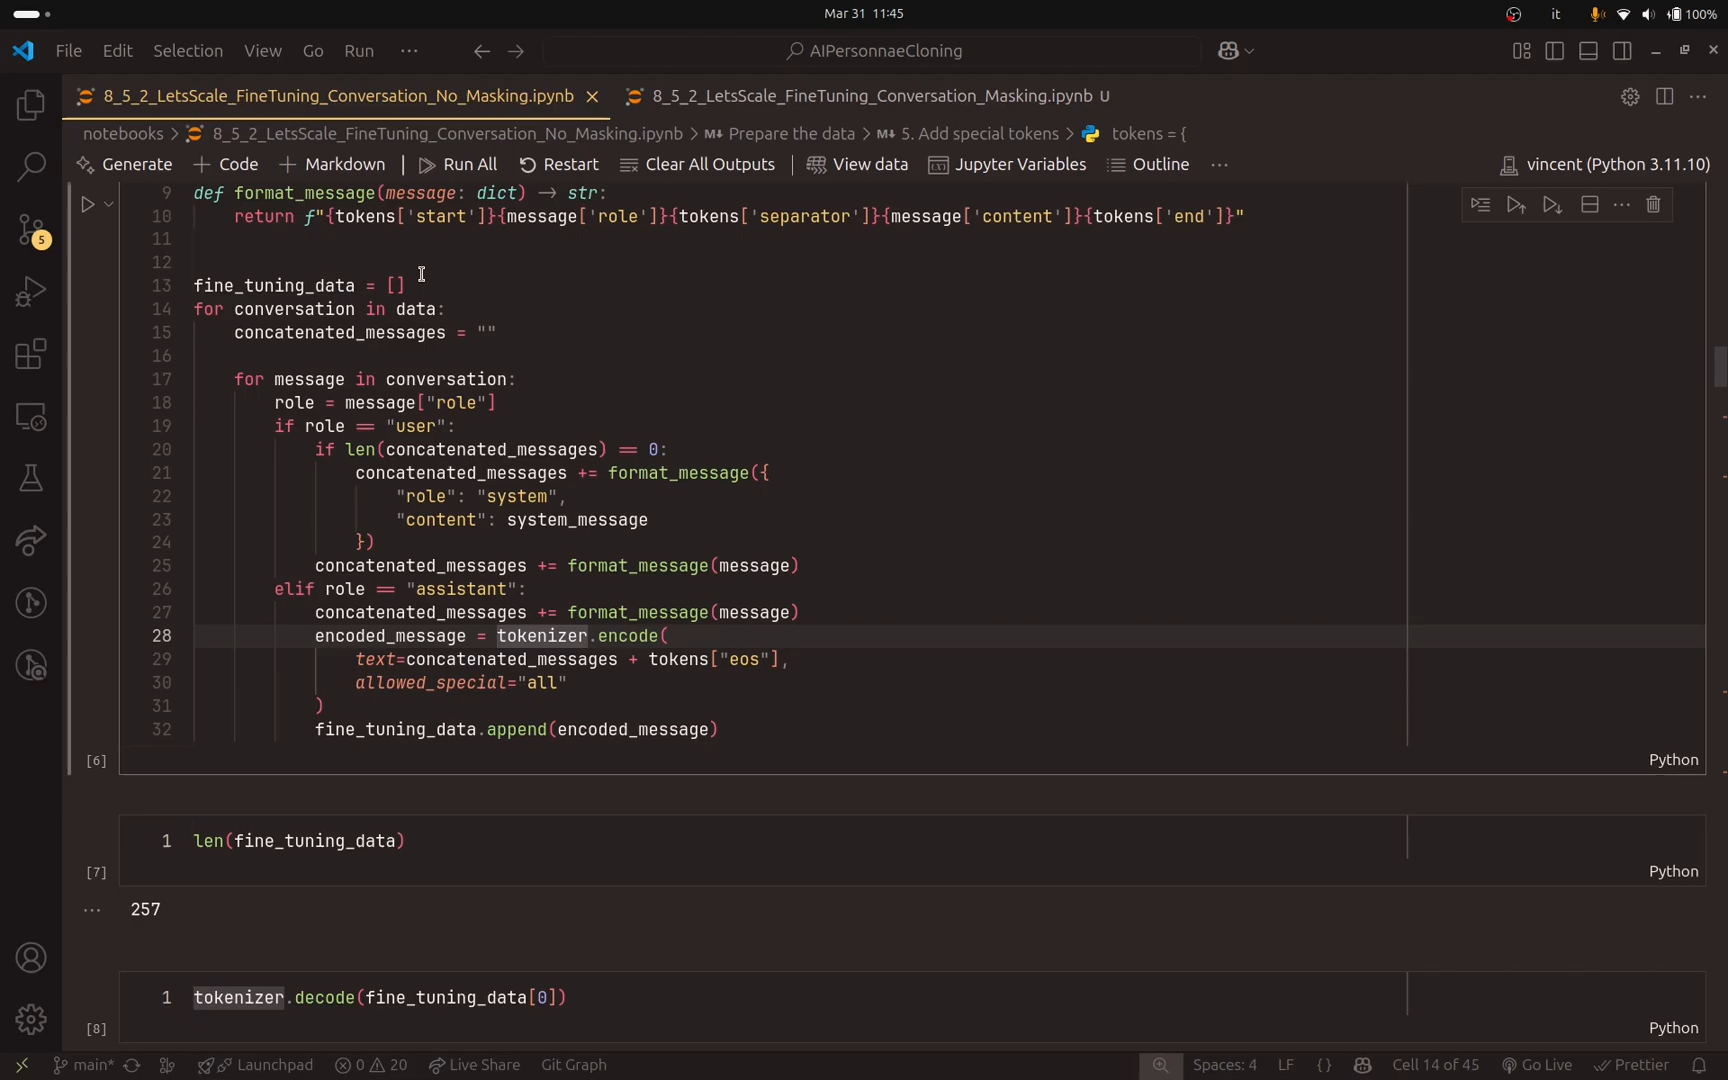 Mar 31 11:45
it
100%
File Edit Selection View Go Run ··· AIPersonnaeCloning
8_5_2_LetsScale_FineTuning_Conversation_No_Masking.ipynb 8_5_2_LetsScale_FineTuning_Conversation_Masking.ipynb U
notebooks > 8_5_2_LetsScale_FineTuning_Conversation_No_Masking.ipynb > M↓ Prepare the data > M↓ 5. Add special tokens > tokens = {
Generate + Code + Markdown Run All Restart Clear All Outputs View data Jupyter Variables Outline ··· vincent (Python 3.11.10)
9 def format_message(message: dict) -> str:
10     return f"{tokens['start']}{message['role']}{tokens['separator']}{message['content']}{tokens['end']}"
11
12
13 fine_tuning_data = []
14 for conversation in data:
15     concatenated_messages = ""
16
17     for message in conversation:
18         role = message["role"]
19         if role == "user":
20             if len(concatenated_messages) == 0:
21                 concatenated_messages += format_message({
22                     "role": "system",
23                     "content": system_message
24                 })
25             concatenated_messages += format_message(message)
26         elif role == "assistant":
27             concatenated_messages += format_message(message)
28             encoded_message = tokenizer.encode(
29                 text=concatenated_messages + tokens["eos"],
30                 allowed_special="all"
31             )
32             fine_tuning_data.append(encoded_message)
[6] Python
1 len(fine_tuning_data)
[7] Python
··· 257
1 tokenizer.decode(fine_tuning_data[0])
[8] Python
5
main* Launchpad 0 20 Live Share Git Graph Spaces: 4 LF {} Cell 14 of 45 Go Live Prettier